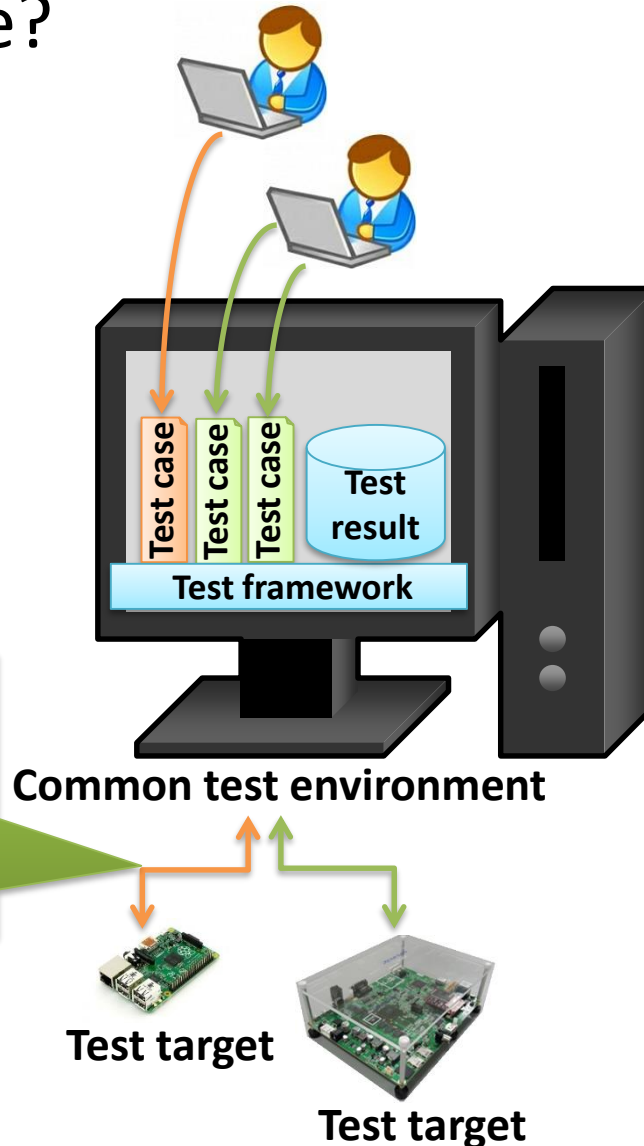 e?
Test case
Test case
Test case
Test
result
Test framework
Common test environment
Test target
Test target